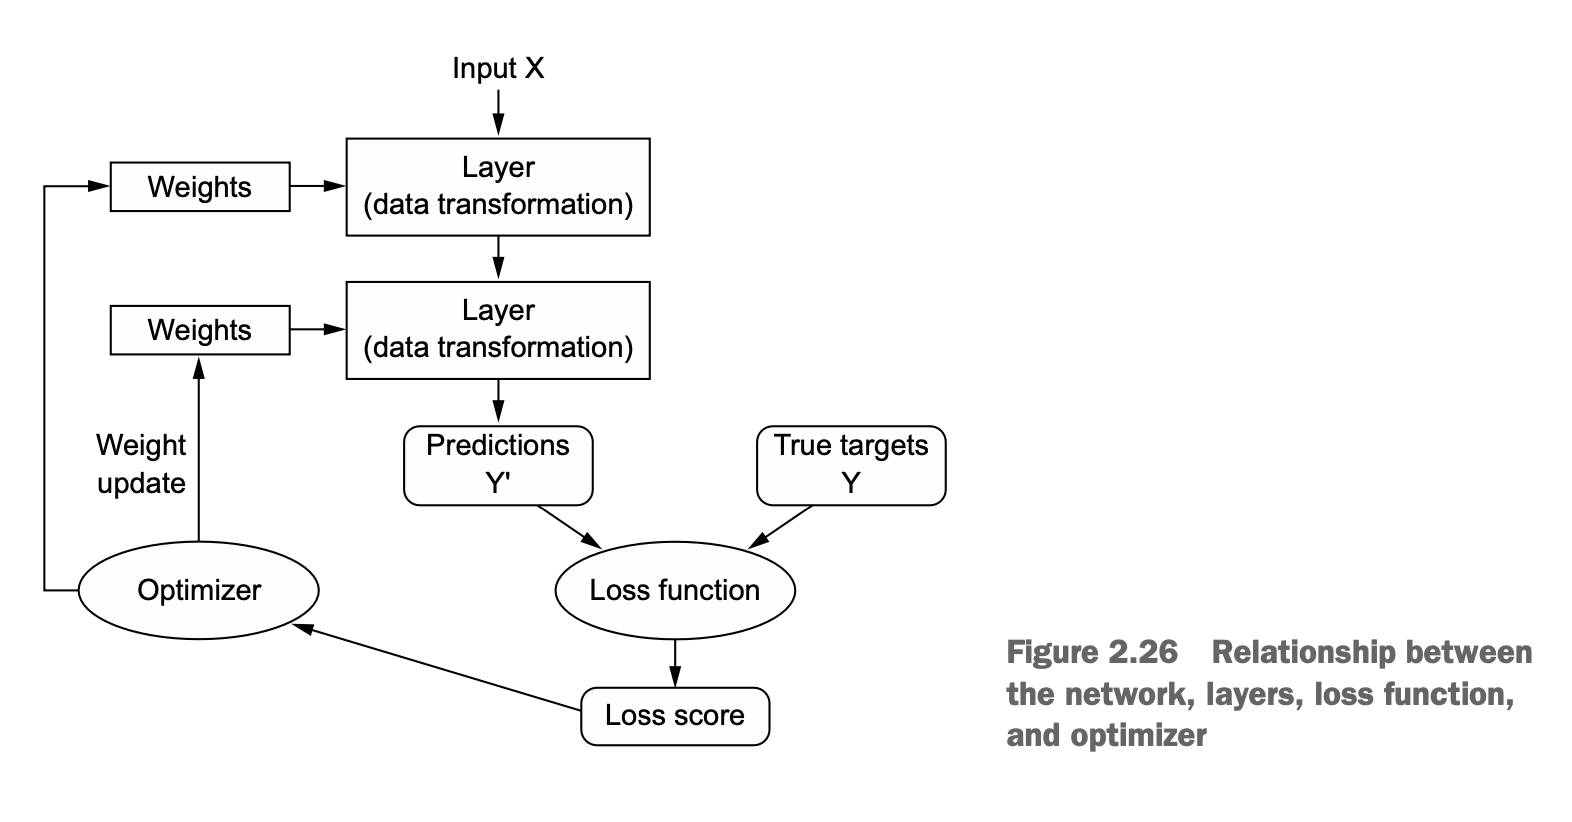 Input X
Weights
Layer
(data transformation)
Weights
Layer
(data transformation)
Weight
update
Predictions
Y'
True targets
Y
Optimizer
Loss function
Loss score
Figure 2.26 Relationship between
the network, layers, loss function,
and optimizer